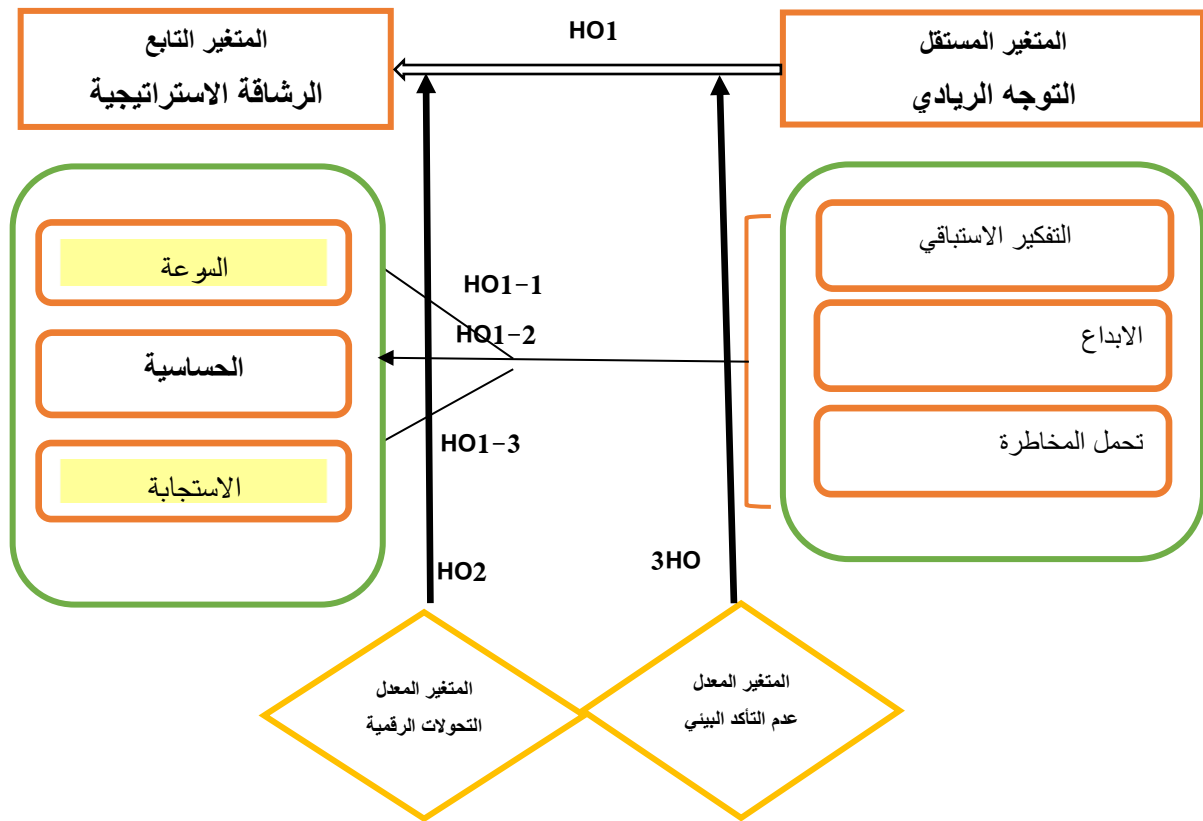 HO1
المتغير المستقل
التوجه الريادي
المتغير التابع
الرشاقة الاستراتيجية
التفكير الاستباقي
الابداع
تحمل المخاطرة
السرعة
الحساسية
الاستجابة
HO1-1
HO1-2
HO1-3
3HO
HO2
المتغير المعدل
عدم التأكد البيئي
المتغير المعدل
التحولات الرقمية